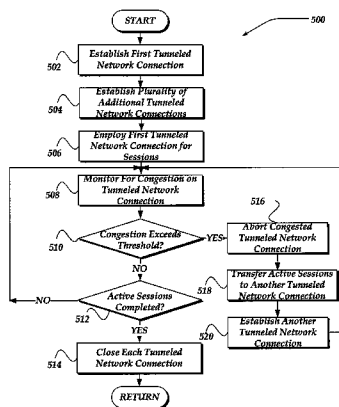 START
500
Establish First Tunneled
Network Connection
502
Establish Plurality of
Additional Tunneled
Network Connections
504
Employ First Tunneled
Network Connection for
Sessions
506
Monitor For Congestion on
Tunneled Network
Connection
508
Congestion Exceeds
Threshold?
510
YES
516
Abort Congested
Tunneled Network
Connection
NO
518
Transfer Active Sessions
to Another Tunneled
Network Connection
Active Sessions
Completed?
NO
512
520
Establish Another
Tunneled Network
Connection
YES
514
Close Each Tunneled
Network Connection
RETURN